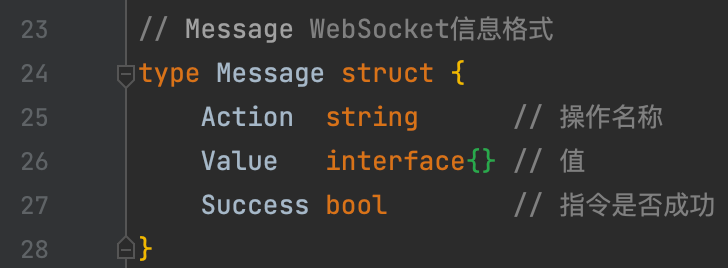 23 // Message WebSocket信息格式
24 type Message struct {
25     Action  string      // 操作名称
26     Value   interface{} // 值
27     Success bool        // 指令是否成功
28 }